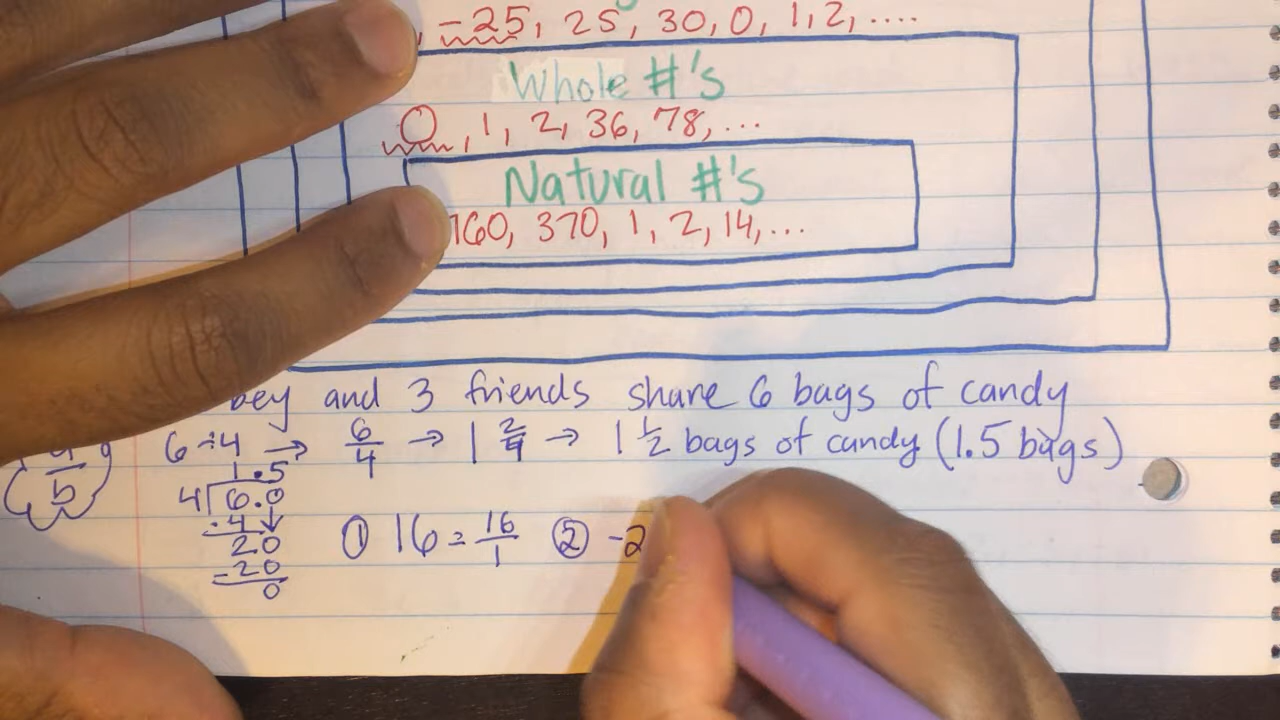 -25, 25, 30, 0, 1, 2, ....
Whole #'s
0, 1, 2, 36, 78, ...
Natural #'s
160, 370, 1, 2, 14, ...
bey and 3 friends share 6 bags of candy
6 ÷ 4 → 6/4 → 1 2/4 → 1 1/2 bags of candy (1.5 bags)
b
1.5
4 6.0
-4
20
-20
0
① 16 = 16/1 ② -2